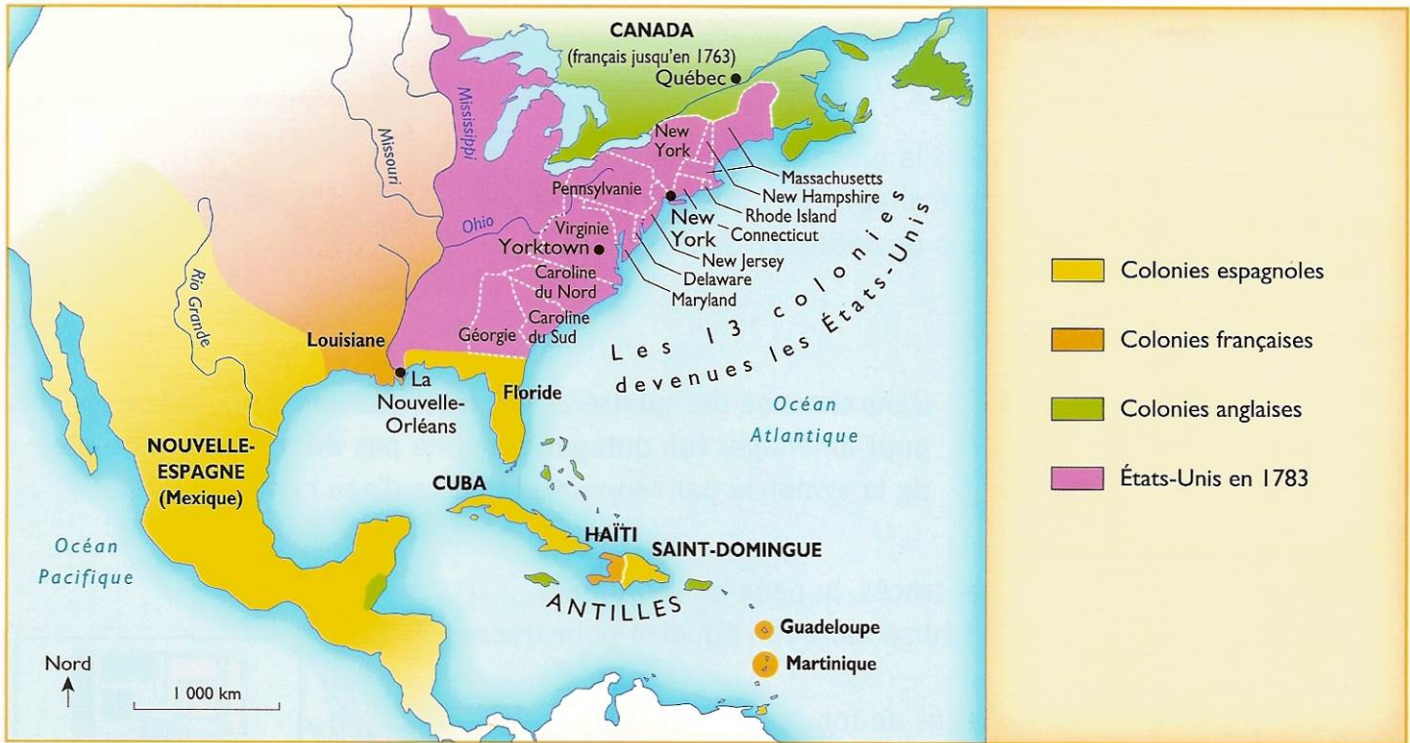 CANADA
(français jusqu'en 1763)
Québec
Mississippi
Missouri
New
York
Massachusetts
New Hampshire
Rhode Island
Connecticut
Pennsylvanie
New
York
New Jersey
Delaware
Maryland
Ohio
Virginie
Yorktown
Caroline
du Nord
Caroline
du Sud
Géorgie
Les 13 colonies
devenues les États-Unis
Rio Grande
Louisiane
La
Nouvelle-
Orléans
Floride
Océan
Atlantique
NOUVELLE-
ESPAGNE
(Mexique)
CUBA
HAÏTI
SAINT-DOMINGUE
ANTILLES
Océan
Pacifique
Guadeloupe
Martinique
Nord
1 000 km
Colonies espagnoles
Colonies françaises
Colonies anglaises
États-Unis en 1783